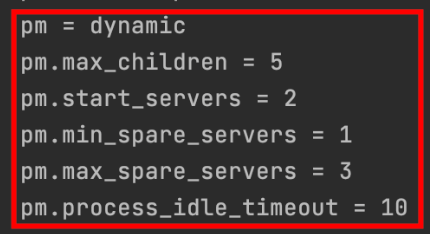 pm = dynamic
pm.max_children = 5
pm.start_servers = 2
pm.min_spare_servers = 1
pm.max_spare_servers = 3
pm.process_idle_timeout = 10